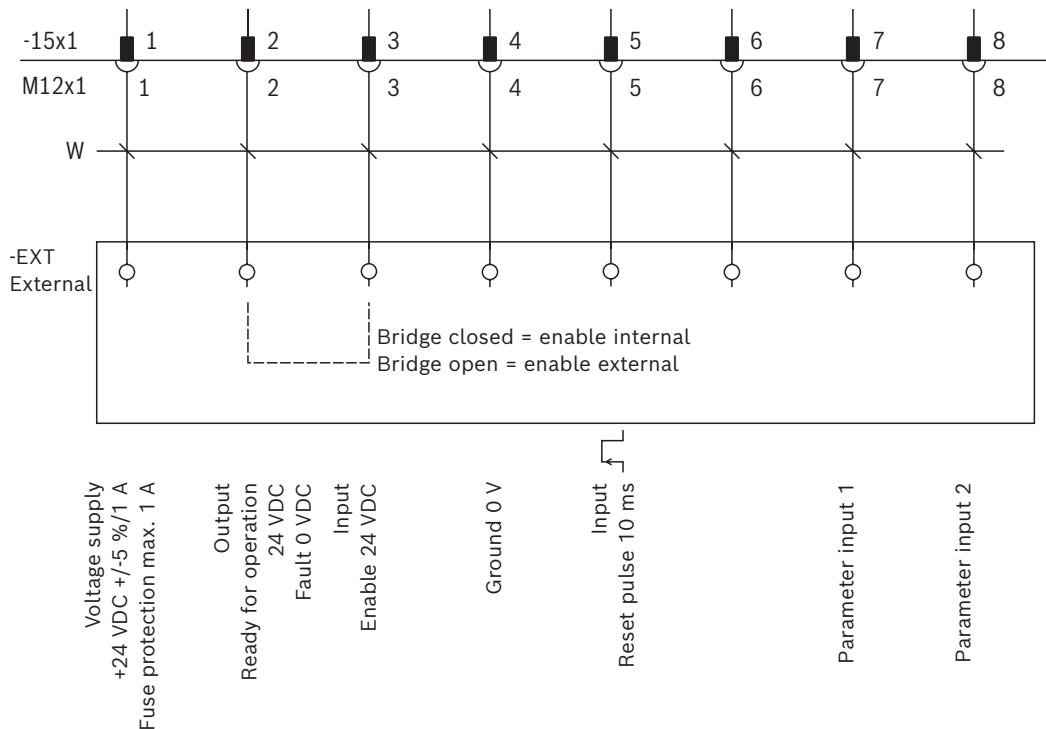 -15x1 1 2 3 4 5 6 7 8
M12x1 1 2 3 4 5 6 7 8
W
-EXT
External
Bridge closed = enable internal
Bridge open = enable external
Voltage supply
+24 VDC +/-5 %/1 A
Fuse protection max. 1 A
Output
Ready for operation
24 VDC
Fault 0 VDC
Input
Enable 24 VDC
Ground 0 V
Input
Reset pulse 10 ms
Parameter input 1
Parameter input 2